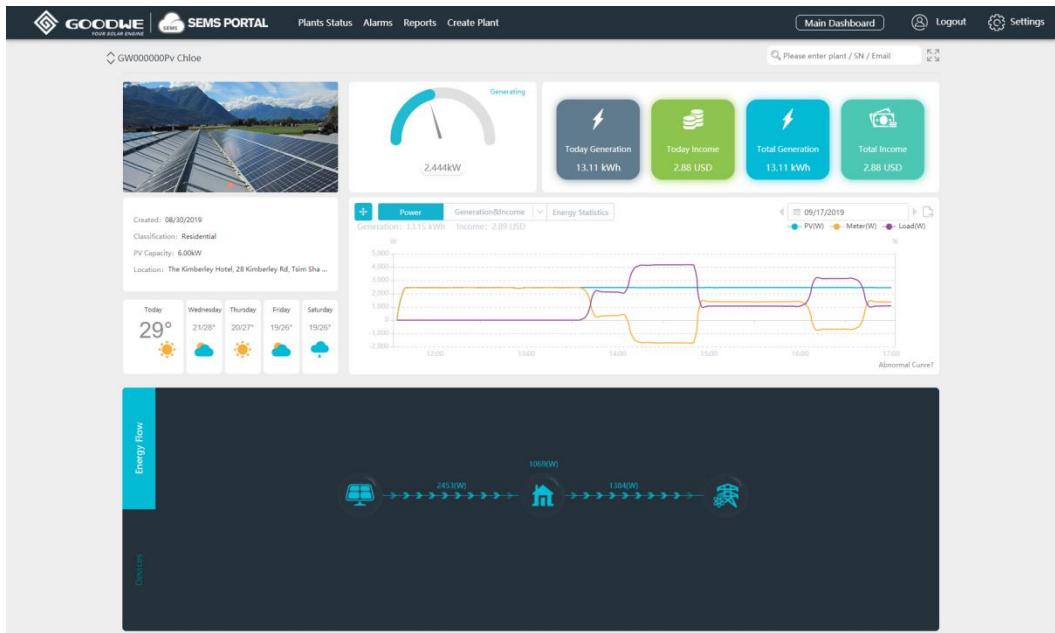 GOODWE
YOUR SOLAR ENGINE
SEMS
SEMS PORTAL
Plants Status Alarms Reports Create Plant
Main Dashboard
Logout
Settings
GW000000Pv Chloe
Please enter plant / SN / Email
Generating
2.444kW
Today Generation
13.11 kWh
Today Income
2.88 USD
Total Generation
13.11 kWh
Total Income
2.88 USD
Created: 08/30/2019
Classification: Residential
PV Capacity: 6.00kW
Location: The Kimberley Hotel, 28 Kimberley Rd, Tsim Sha ...
Power Generation&Income Energy Statistics
09/17/2019
Generation: 13.15 kWh Income: 2.89 USD
PV(W) Meter(W) Load(W)
W %
5,000
4,000
3,000
2,000
1,000
0
-1,000
-2,000
12:00 13:00 14:00 15:00 16:00 17:00
Abnormal Curve?
Today Wednesday Thursday Friday Saturday
29° 21/28° 20/27° 19/26° 19/26°
Energy Flow
Devices
1069(W)
2453(W) 1384(W)